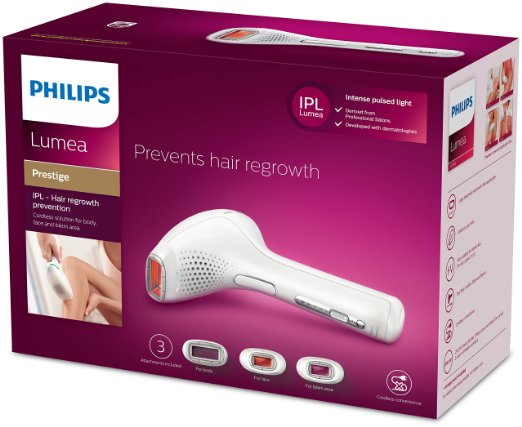 PHILIPS
Lumea
Prestige
IPL - Hair regrowth
prevention
Cordless solution for body,
face and bikini area
IPL
Lumea
Intense pulsed light
Derived from
Professional Salons
Developed with dermatologists
Prevents hair regrowth
3
Attachments included
For body
For face
For bikini area
Cordless convenience
PHILIPS
Lumea
Prestige